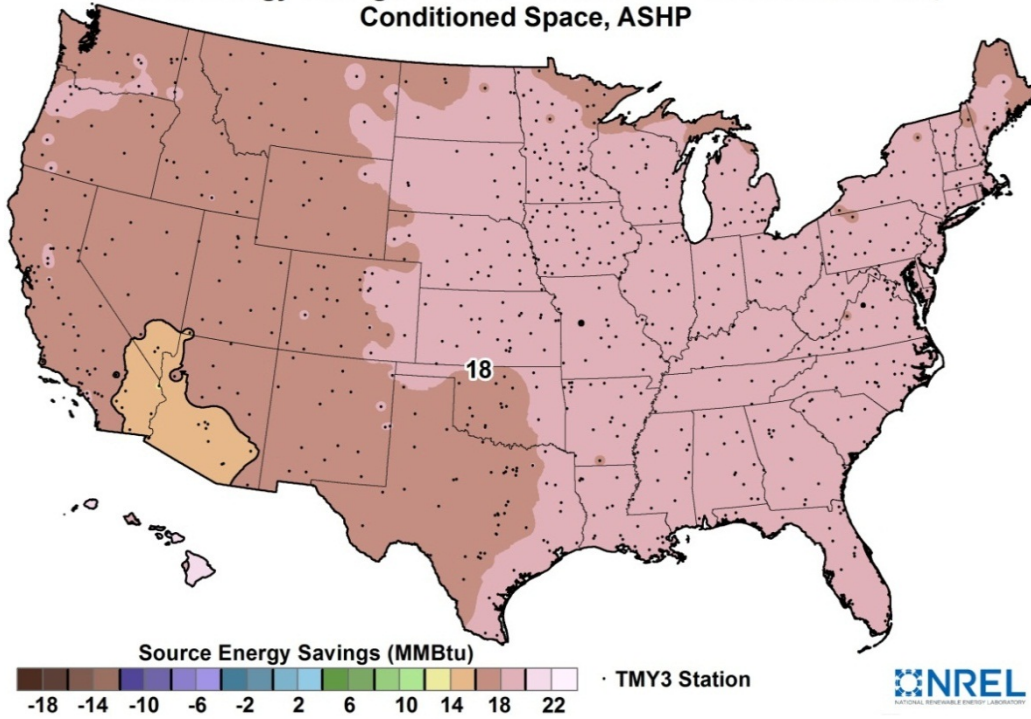 Conditioned Space, ASHP
18
Source Energy Savings (MMBtu)
-18 -14 -10 -6 -2 2 6 10 14 18 22
· TMY3 Station
NREL
NATIONAL RENEWABLE ENERGY LABORATORY